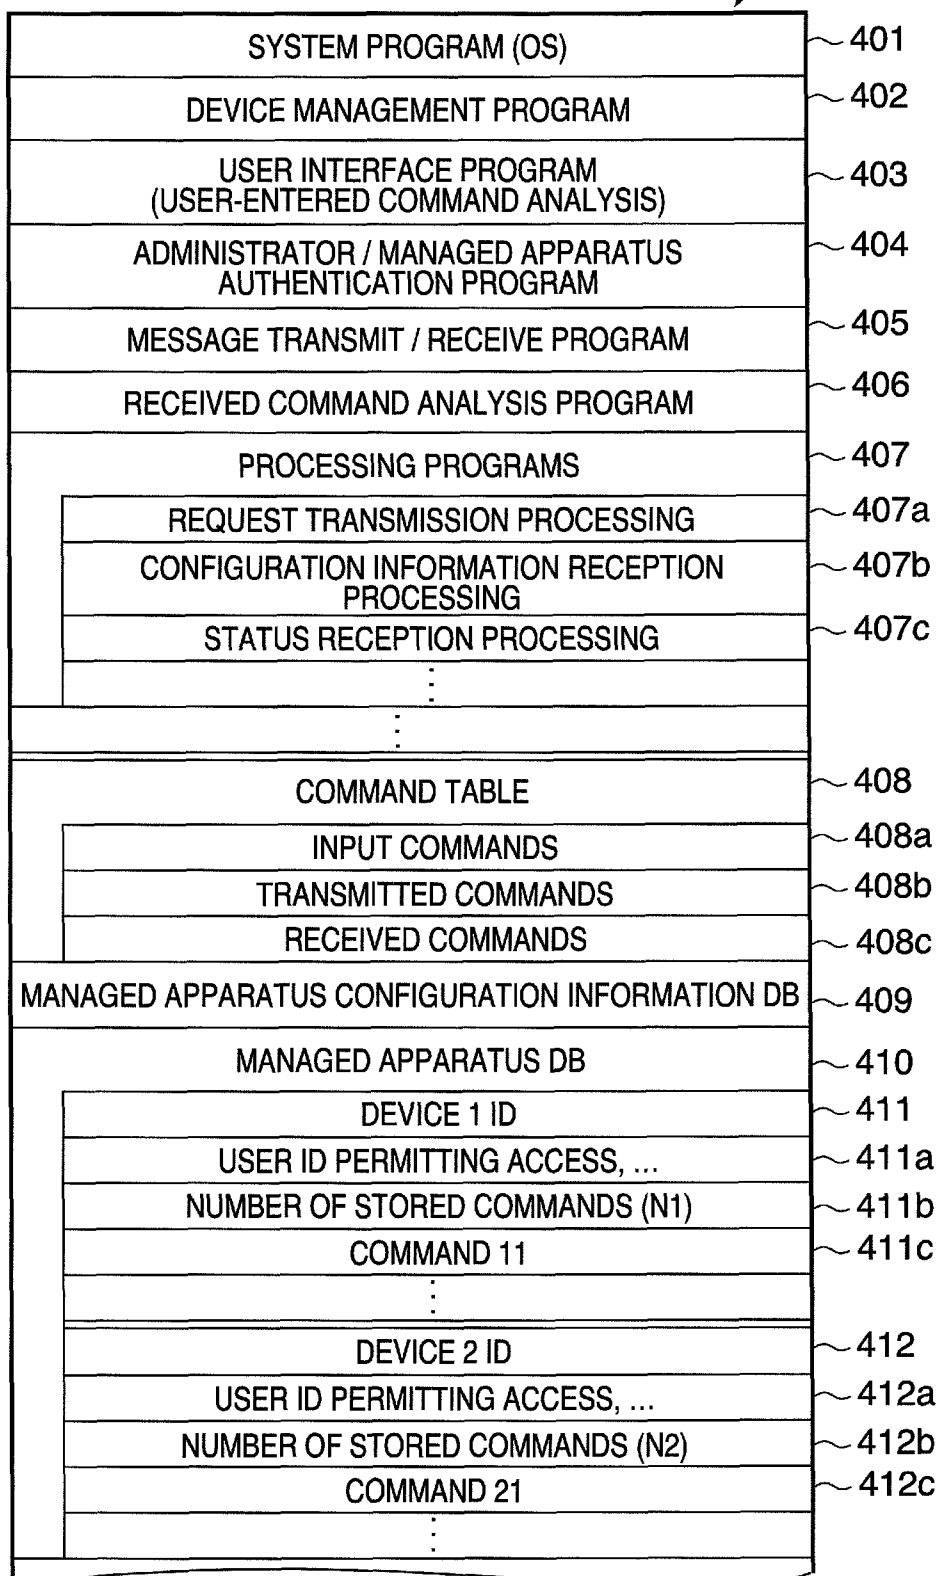 SYSTEM PROGRAM (OS) 401
DEVICE MANAGEMENT PROGRAM 402
USER INTERFACE PROGRAM 403
(USER-ENTERED COMMAND ANALYSIS)
ADMINISTRATOR / MANAGED APPARATUS 404
AUTHENTICATION PROGRAM
MESSAGE TRANSMIT / RECEIVE PROGRAM 405
RECEIVED COMMAND ANALYSIS PROGRAM 406
PROCESSING PROGRAMS 407
REQUEST TRANSMISSION PROCESSING 407a
CONFIGURATION INFORMATION RECEPTION 407b
PROCESSING
STATUS RECEPTION PROCESSING 407c
COMMAND TABLE 408
INPUT COMMANDS 408a
TRANSMITTED COMMANDS 408b
RECEIVED COMMANDS 408c
MANAGED APPARATUS CONFIGURATION INFORMATION DB 409
MANAGED APPARATUS DB 410
DEVICE 1 ID 411
USER ID PERMITTING ACCESS, ... 411a
NUMBER OF STORED COMMANDS (N1) 411b
COMMAND 11 411c
DEVICE 2 ID 412
USER ID PERMITTING ACCESS, ... 412a
NUMBER OF STORED COMMANDS (N2) 412b
COMMAND 21 412c